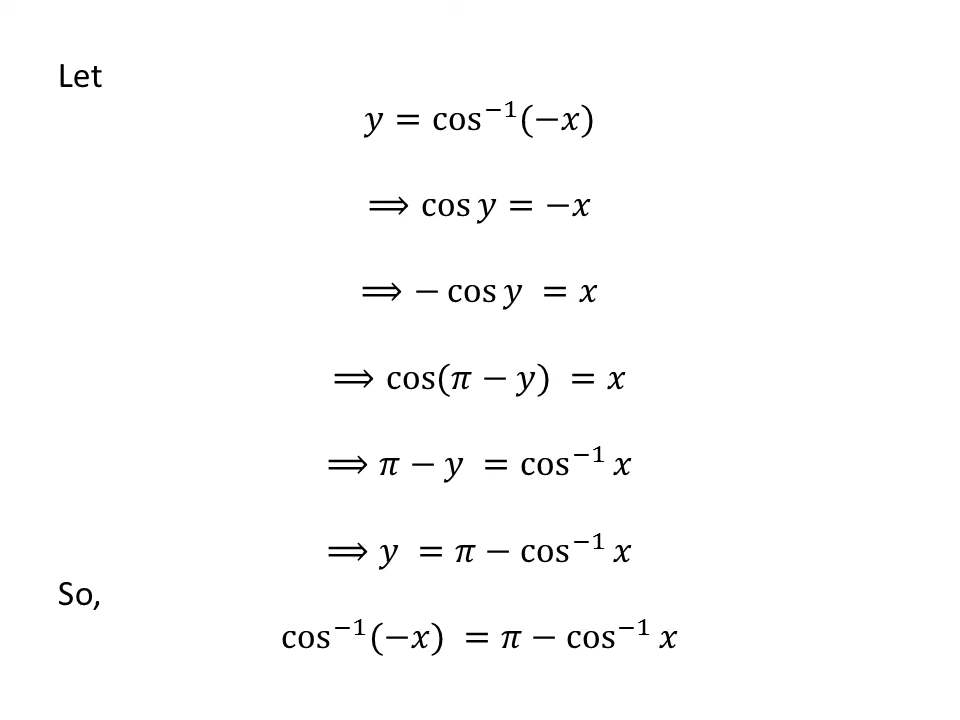 Let
𝑦 = cos⁻¹(−𝑥)
⟹ cos 𝑦 = −𝑥
⟹ − cos 𝑦 = 𝑥
⟹ cos(𝜋 − 𝑦) = 𝑥
⟹ 𝜋 − 𝑦 = cos⁻¹ 𝑥
⟹ 𝑦 = 𝜋 − cos⁻¹ 𝑥
So,
cos⁻¹(−𝑥) = 𝜋 − cos⁻¹ 𝑥